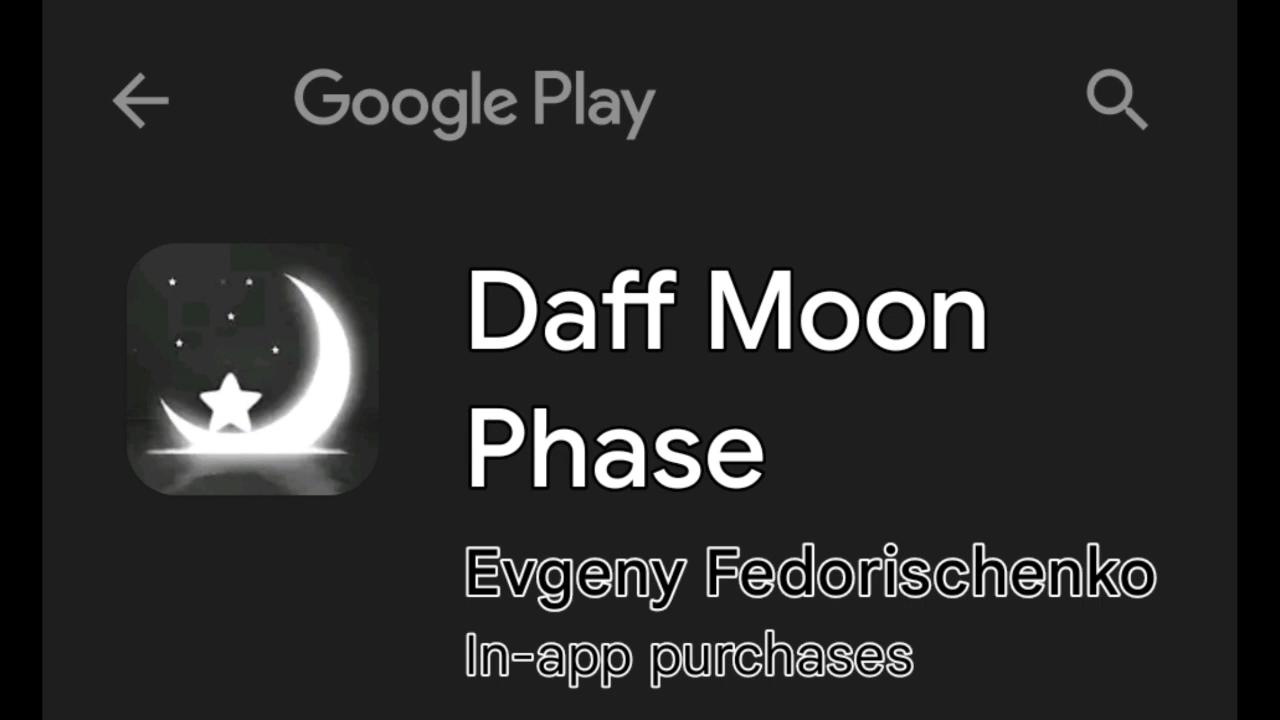 Google Play
Daff Moon
Phase
Evgeny Fedorischenko
In-app purchases